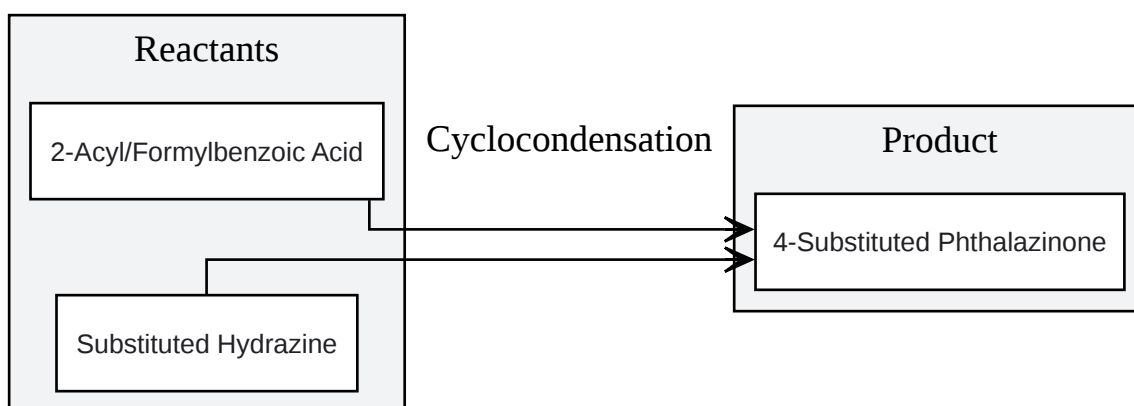 Reactants
2-Acyl/Formylbenzoic Acid
Substituted Hydrazine
Cyclocondensation
Product
4-Substituted Phthalazinone